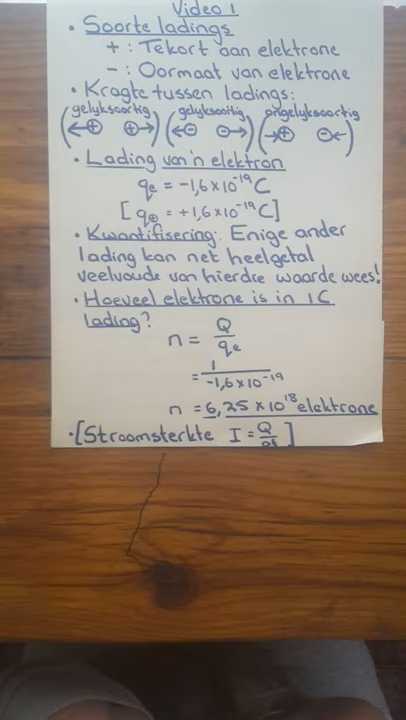 Video 1
• Soorte ladings
+ : Tekort aan elektrone
- : Oormaat van elektrone
• Kragte tussen ladings:
gelyksoortig gelyksoortig ongelyksoortig
← ⊕ ⊕ → ← ⊖ ⊖ → → ⊕ ⊖ ←
• Lading van 'n elektron
qe = -1,6 x 10⁻¹⁹ C
[ q⊕ = +1,6 x 10⁻¹⁹ C ]
• Kwantifisering: Enige ander
lading kan net heelgetal
veelvoude van hierdie waarde wees!
• Hoeveel elektrone is in 1C
lading?
n = Q/qe
= 1/-1,6 x 10⁻¹⁹
n = 6,25 x 10¹⁸ elektrone
• [Stroomsterkte I = Q/Δt ]